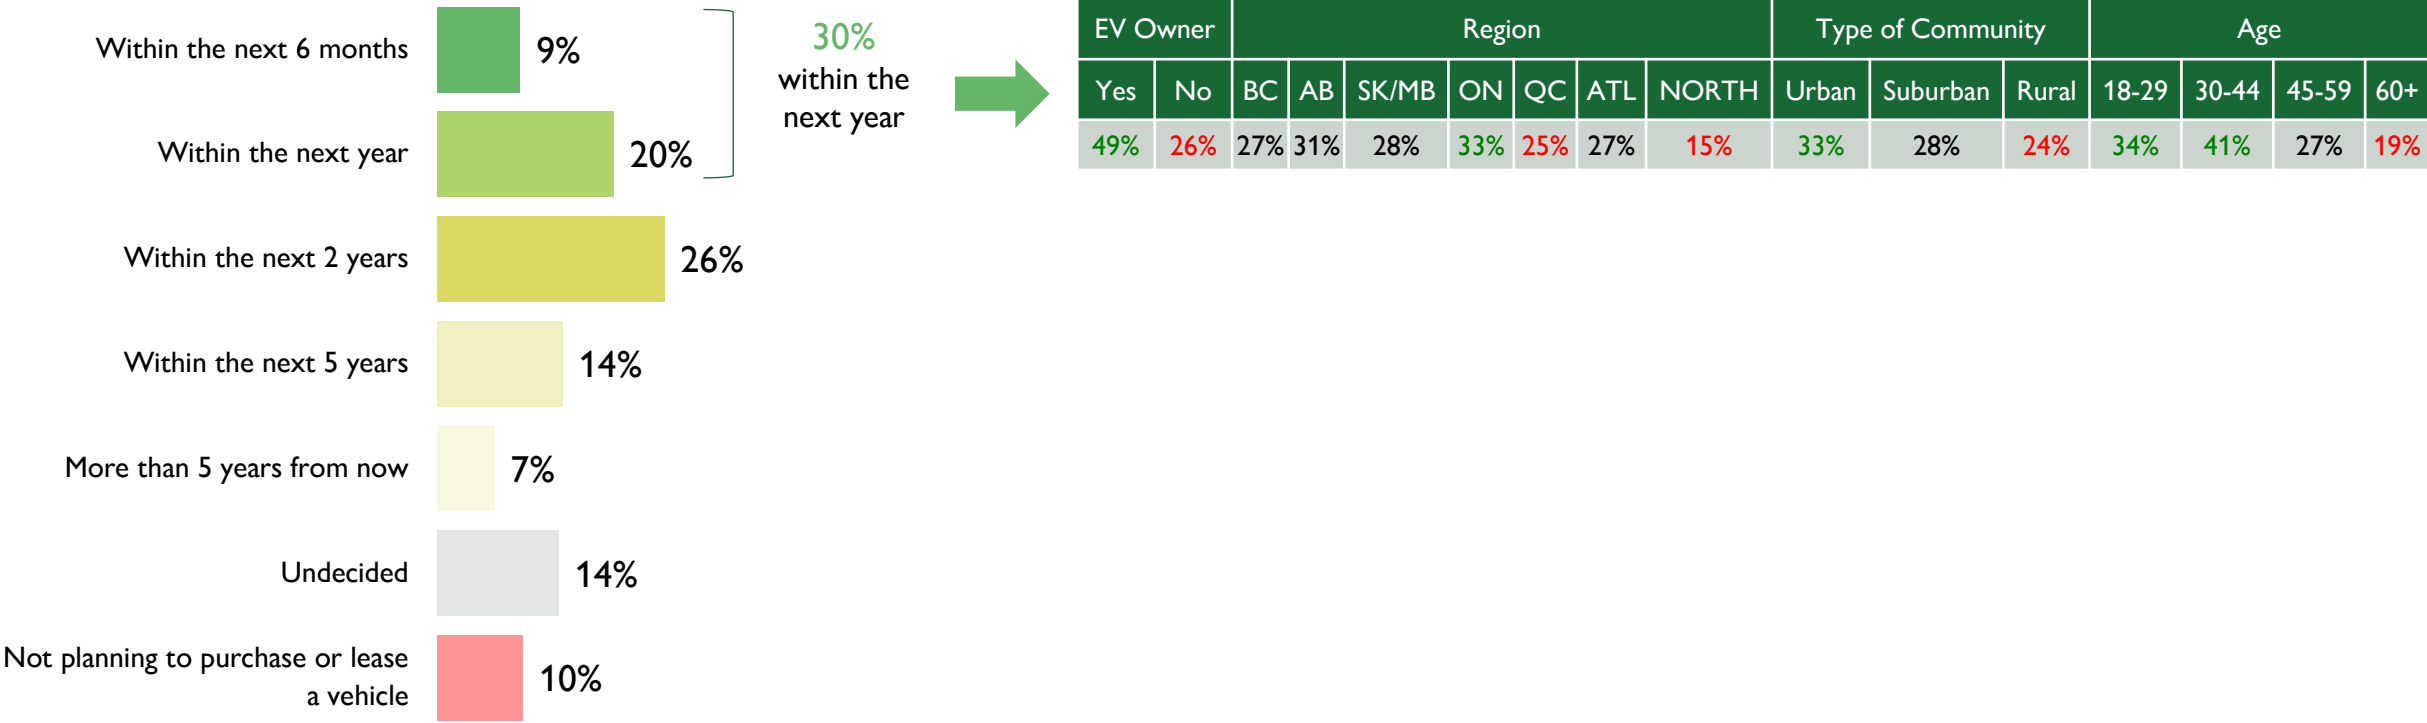 Within the next 6 months 9%
Within the next year 20%
Within the next 2 years 26%
Within the next 5 years 14%
More than 5 years from now 7%
Undecided 14%
Not planning to purchase or lease
a vehicle 10%
30%
within the
next year
EV Owner Region Type of Community Age
Yes No BC AB SK/MB ON QC ATL NORTH Urban Suburban Rural 18-29 30-44 45-59 60+
49% 26% 27% 31% 28% 33% 25% 27% 15% 33% 28% 24% 34% 41% 27% 19%